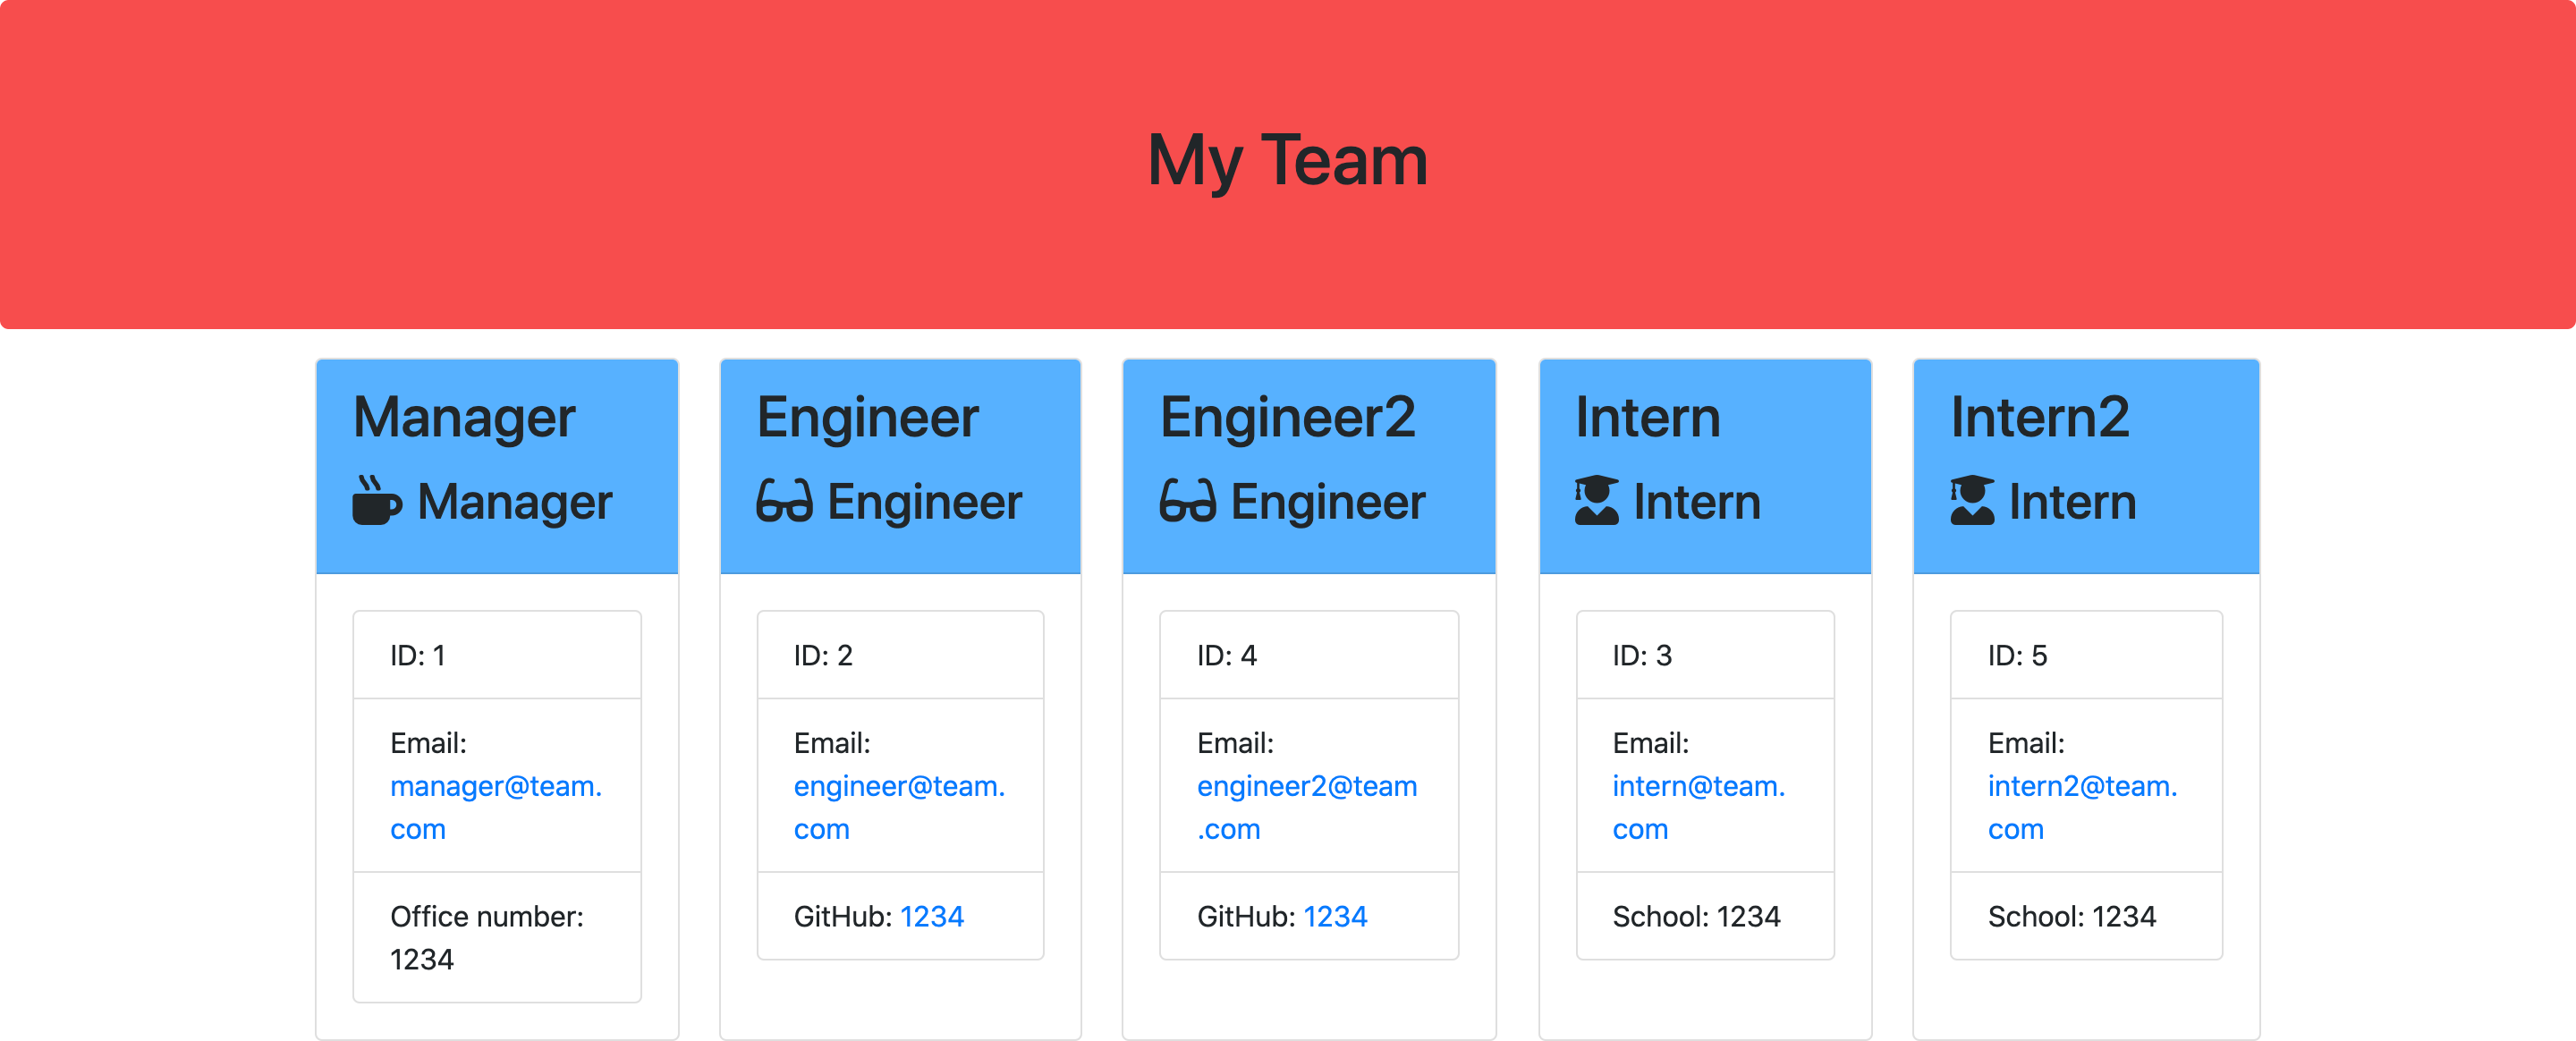 My Team
Manager
Manager
ID: 1
Email:
manager@team.
com
Office number:
1234
Engineer
Engineer
ID: 2
Email:
engineer@team.
com
GitHub: 1234
Engineer2
Engineer
ID: 4
Email:
engineer2@team
.com
GitHub: 1234
Intern
Intern
ID: 3
Email:
intern@team.
com
School: 1234
Intern2
Intern
ID: 5
Email:
intern2@team.
com
School: 1234